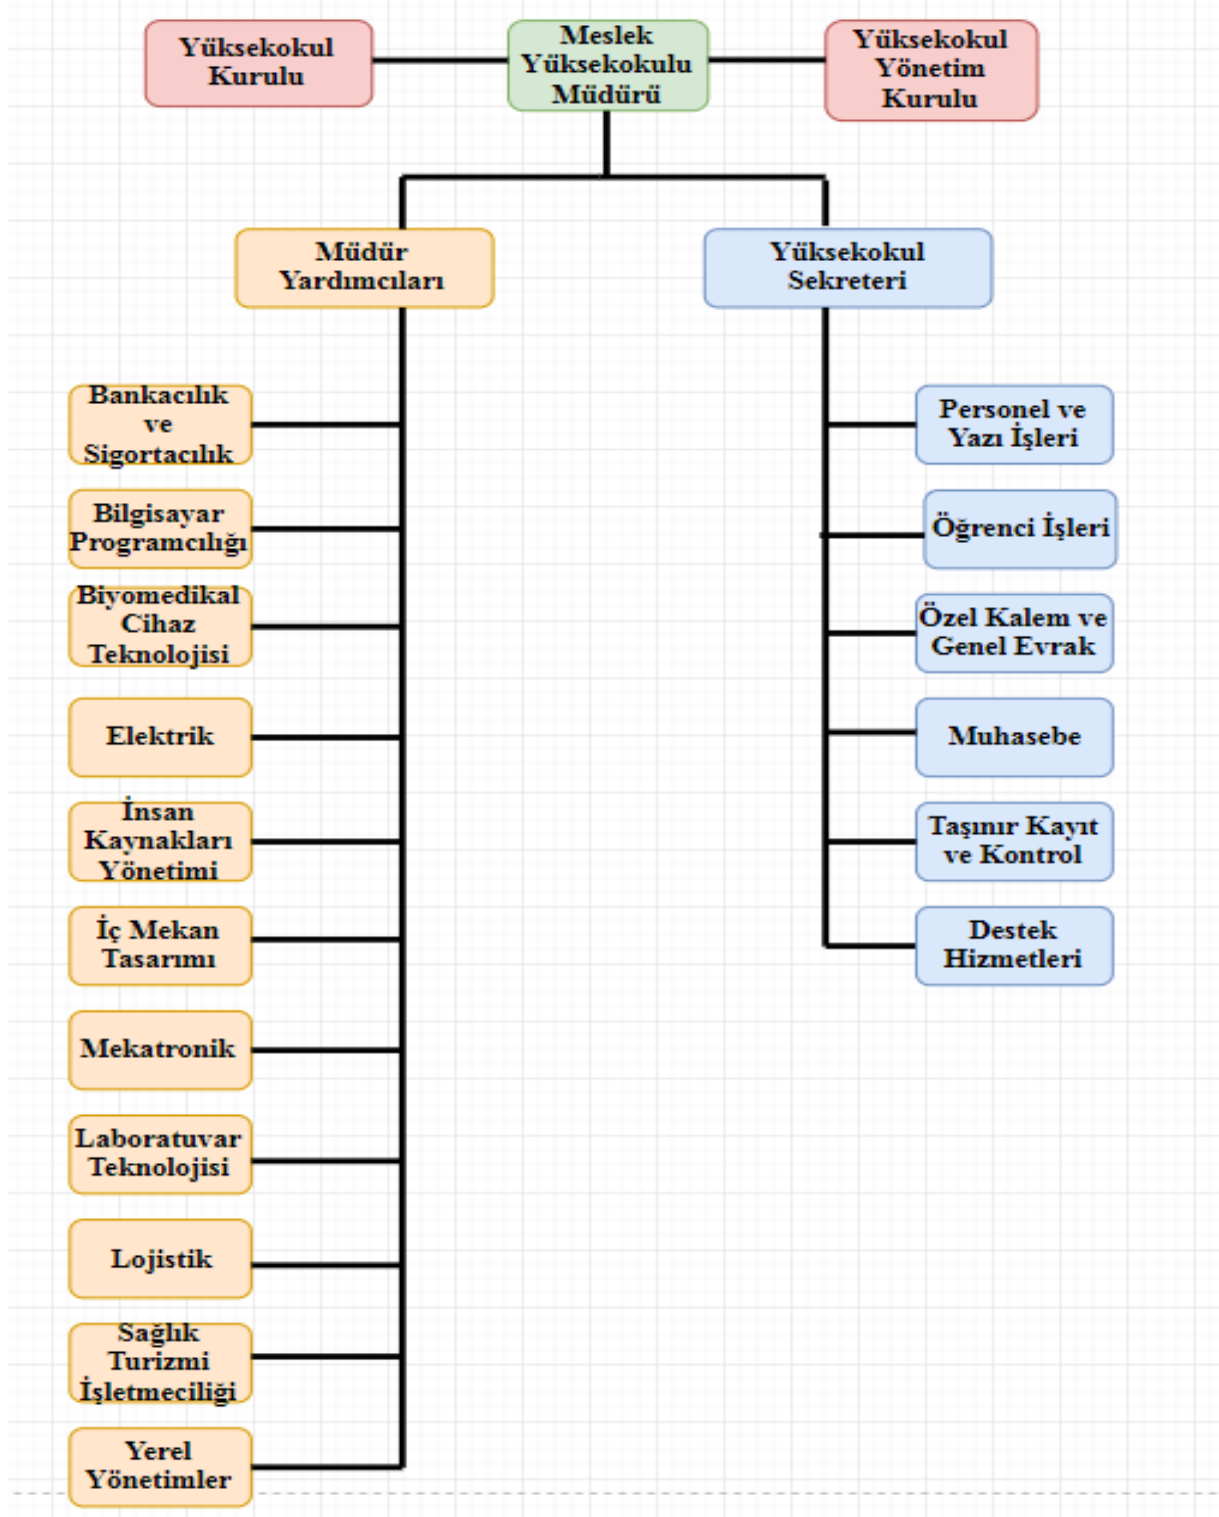 Yüksekokul
Kurulu
Meslek
Yüksekokulu
Müdürü
Yüksekokul
Yönetim
Kurulu
Müdür
Yardımcıları
Yüksekokul
Sekreteri
Bankacılık
ve
Sigortacılık
Bilgisayar
Programcılığı
Biyomedikal
Cihaz
Teknolojisi
Elektrik
İnsan
Kaynakları
Yönetimi
İç Mekan
Tasarımı
Mekatronik
Laboratuvar
Teknolojisi
Lojistik
Sağlık
Turizmi
İşletmeciliği
Yerel
Yönetimler
Personel ve
Yazı İşleri
Öğrenci İşleri
Özel Kalem ve
Genel Evrak
Muhasebe
Taşınır Kayıt
ve Kontrol
Destek
Hizmetleri